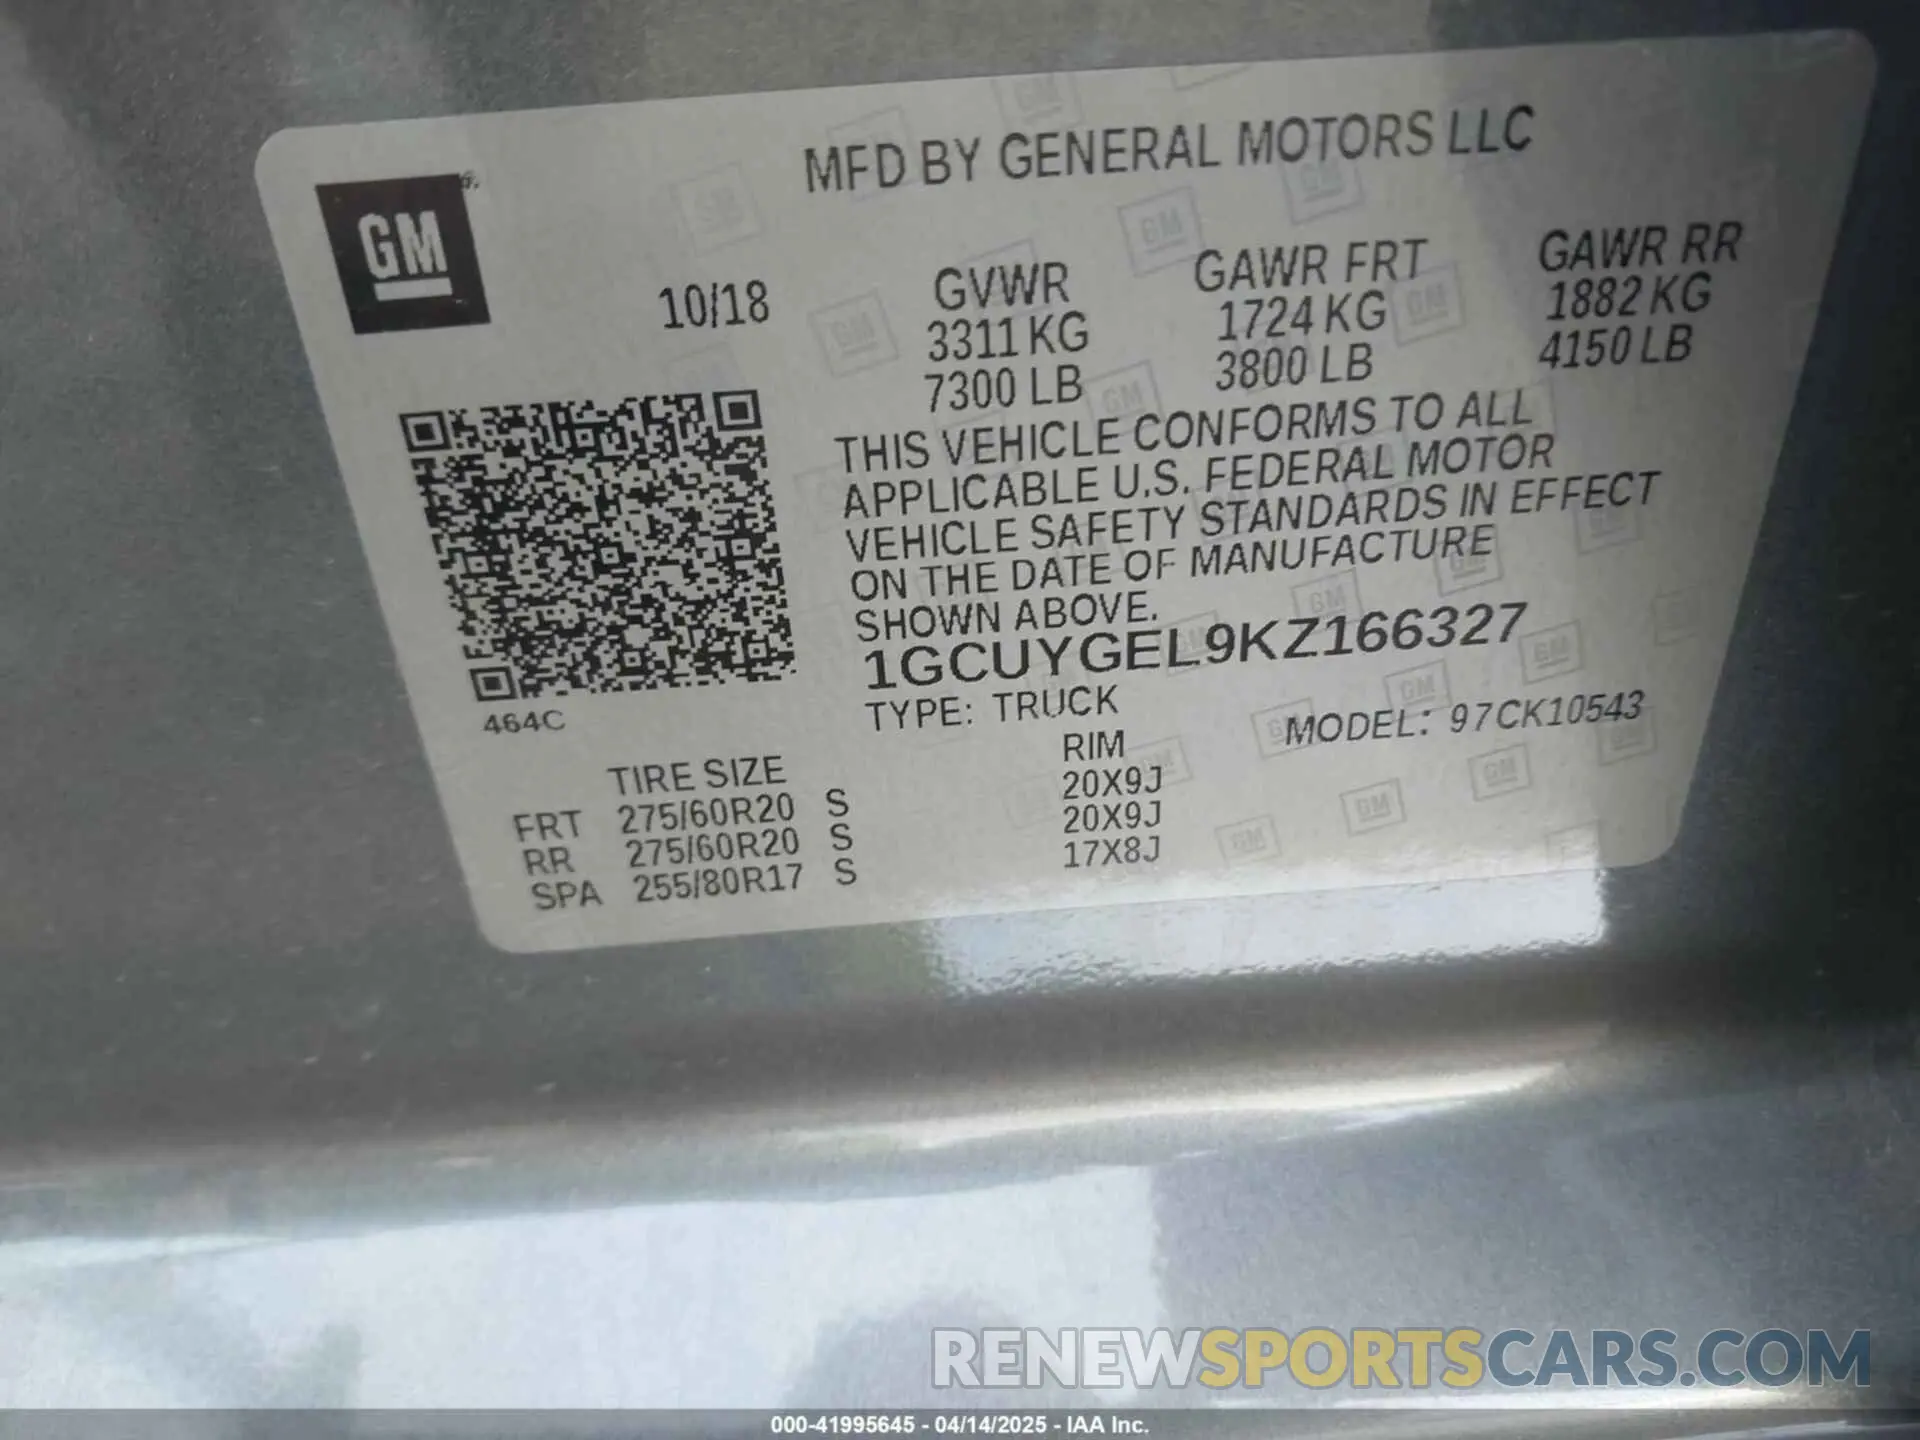 MFD BY GENERAL MOTORS LLC
GM
10/18
GVWR
3311 KG
7300 LB
GAWR FRT
1724 KG
3800 LB
GAWR RR
1882 KG
4150 LB
THIS VEHICLE CONFORMS TO ALL
APPLICABLE U.S. FEDERAL MOTOR
VEHICLE SAFETY STANDARDS IN EFFECT
ON THE DATE OF MANUFACTURE
SHOWN ABOVE.
1GCUYGEL9KZ166327
TYPE: TRUCK
MODEL: 97CK10543
464C
TIRE SIZE RIM
FRT 275/60R20 S 20X9J
RR 275/60R20 S 20X9J
SPA 255/80R17 S 17X8J
RENEWSPORTSCARS.COM
000-41995645 - 04/14/2025 - IAA Inc.